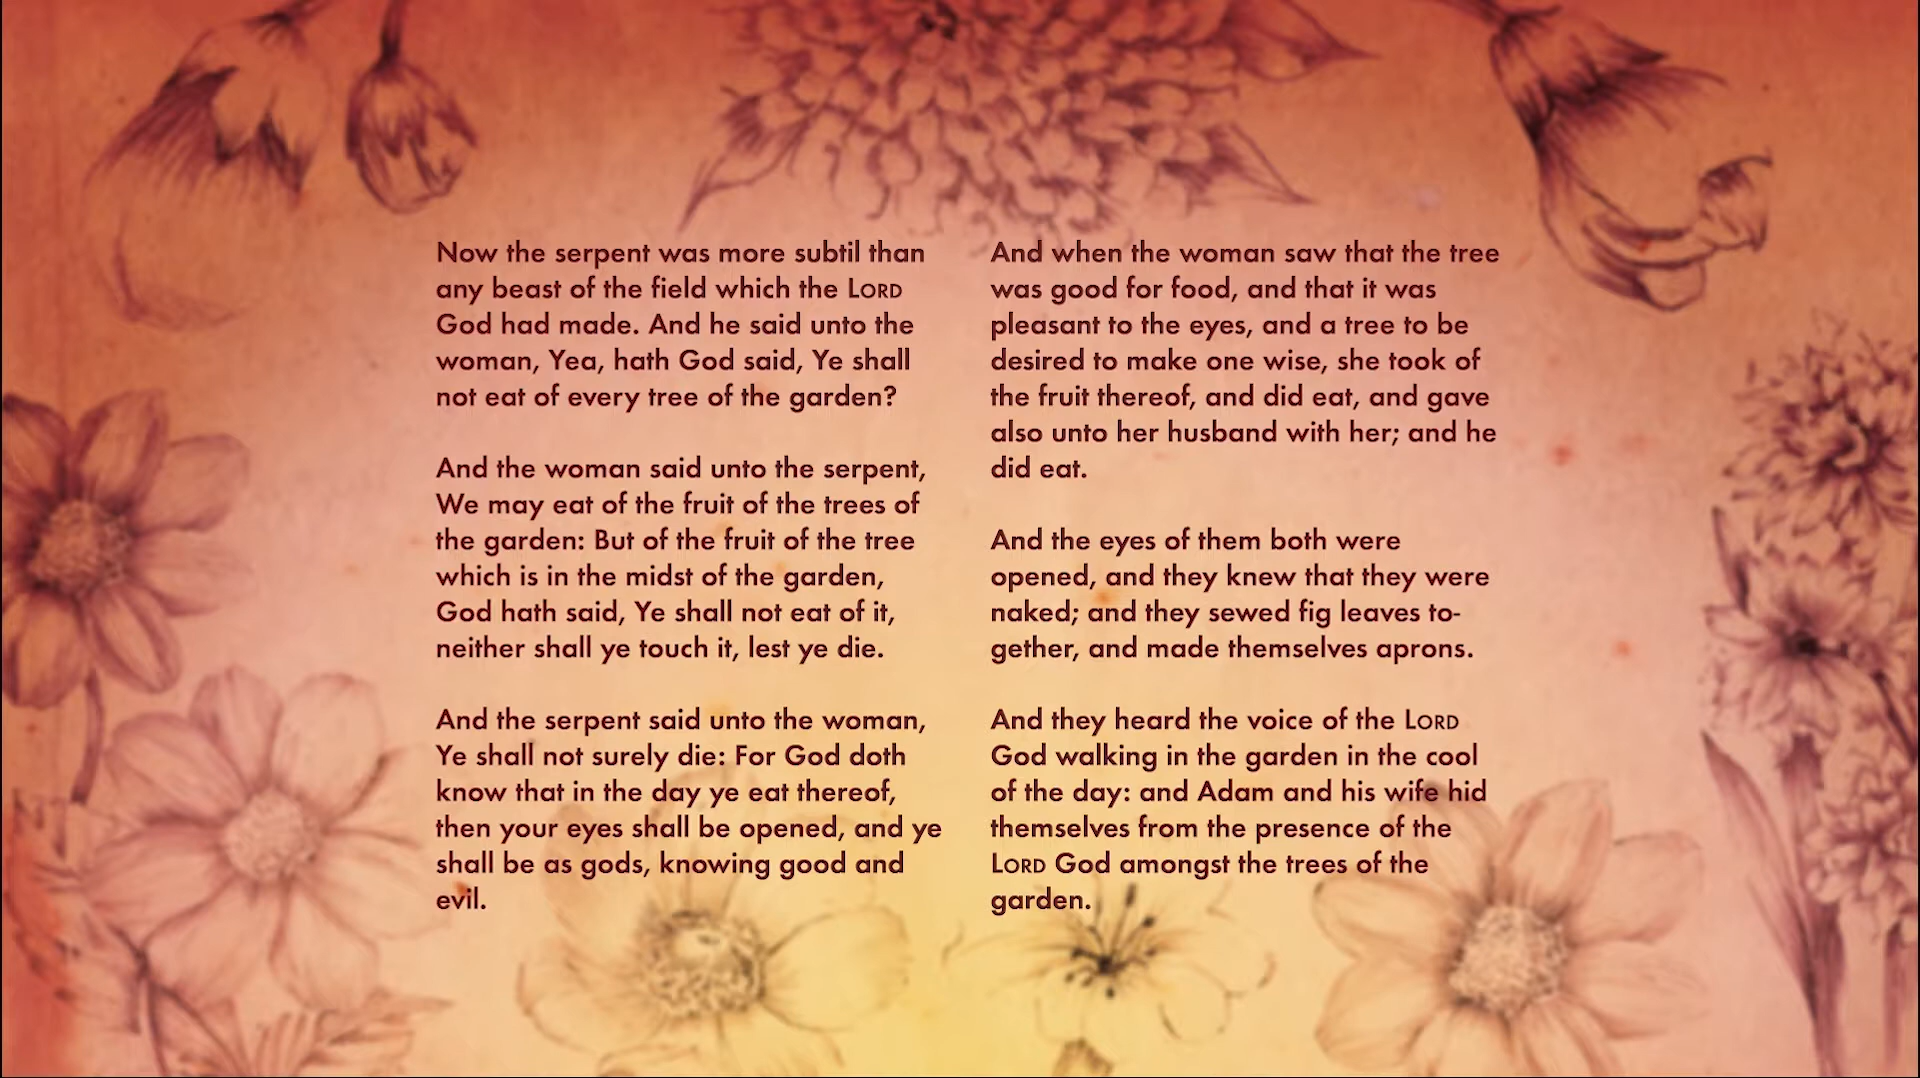 Now the serpent was more subtil than
any beast of the field which the LORD
God had made. And he said unto the
woman, Yea, hath God said, Ye shall
not eat of every tree of the garden?
And the woman said unto the serpent,
We may eat of the fruit of the trees of
the garden: But of the fruit of the tree
which is in the midst of the garden,
God hath said, Ye shall not eat of it,
neither shall ye touch it, lest ye die.
And the serpent said unto the woman,
Ye shall not surely die: For God doth
know that in the day ye eat thereof,
then your eyes shall be opened, and ye
shall be as gods, knowing good and
evil.
And when the woman saw that the tree
was good for food, and that it was
pleasant to the eyes, and a tree to be
desired to make one wise, she took of
the fruit thereof, and did eat, and gave
also unto her husband with her; and he
did eat.
And the eyes of them both were
opened, and they knew that they were
naked; and they sewed fig leaves to-
gether, and made themselves aprons.
And they heard the voice of the LORD
God walking in the garden in the cool
of the day: and Adam and his wife hid
themselves from the presence of the
LORD God amongst the trees of the
garden.